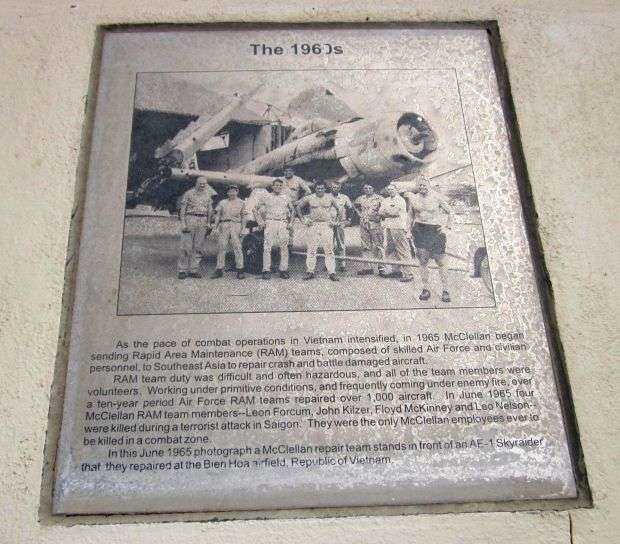 The 1960s
As the pace of combat operations in Vietnam intensified, in 1965 McClellan began
sending Rapid Area Maintenance (RAM) teams, composed of skilled Air Force and civilian
personnel, to Southeast Asia to repair crash and battle damaged aircraft.
RAM team duty was difficult and often hazardous, and all of the team members were
volunteers. Working under primitive conditions, and frequently coming under enemy fire, over
a ten-year period Air Force RAM teams repaired over 1,000 aircraft. In June 1965 four
McClellan RAM team members--Leon Forcum, John Kilzer, Floyd McKinney and Leo Nelson-
were killed during a terrorist attack in Saigon. They were the only McClellan employees ever to
be killed in a combat zone.
In this June 1965 photograph a McClellan repair team stands in front of an AE-1 Skyraider
that they repaired at the Bien Hoa airfield, Republic of Vietnam.